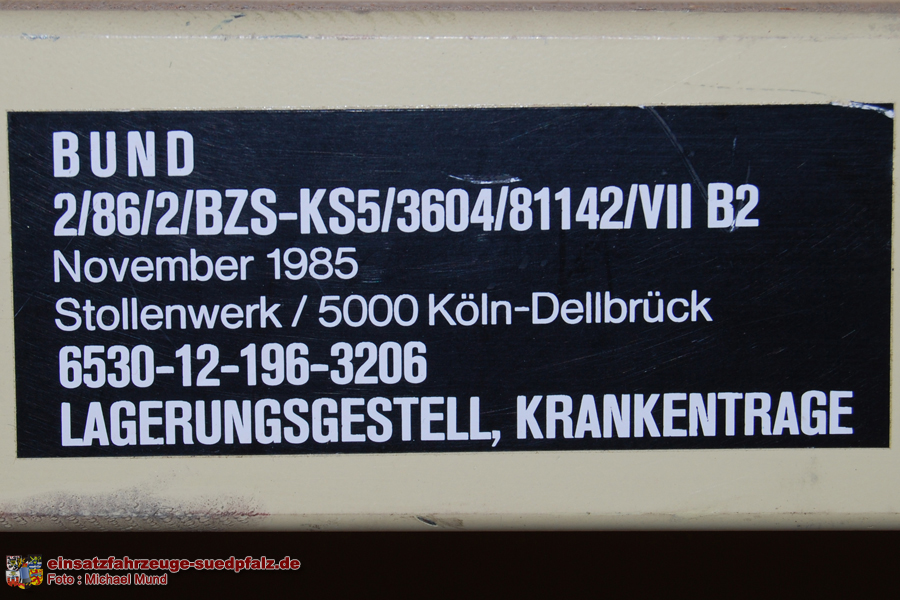 BUND
2/86/2/BZS-KS5/3604/81142/VII B2
November 1985
Stollenwerk / 5000 Köln-Dellbrück
6530-12-196-3206
LAGERUNGSGESTELL, KRANKENTRAGE
einsatzfahrzeuge-suedpfalz.de
Foto : Michael Mund